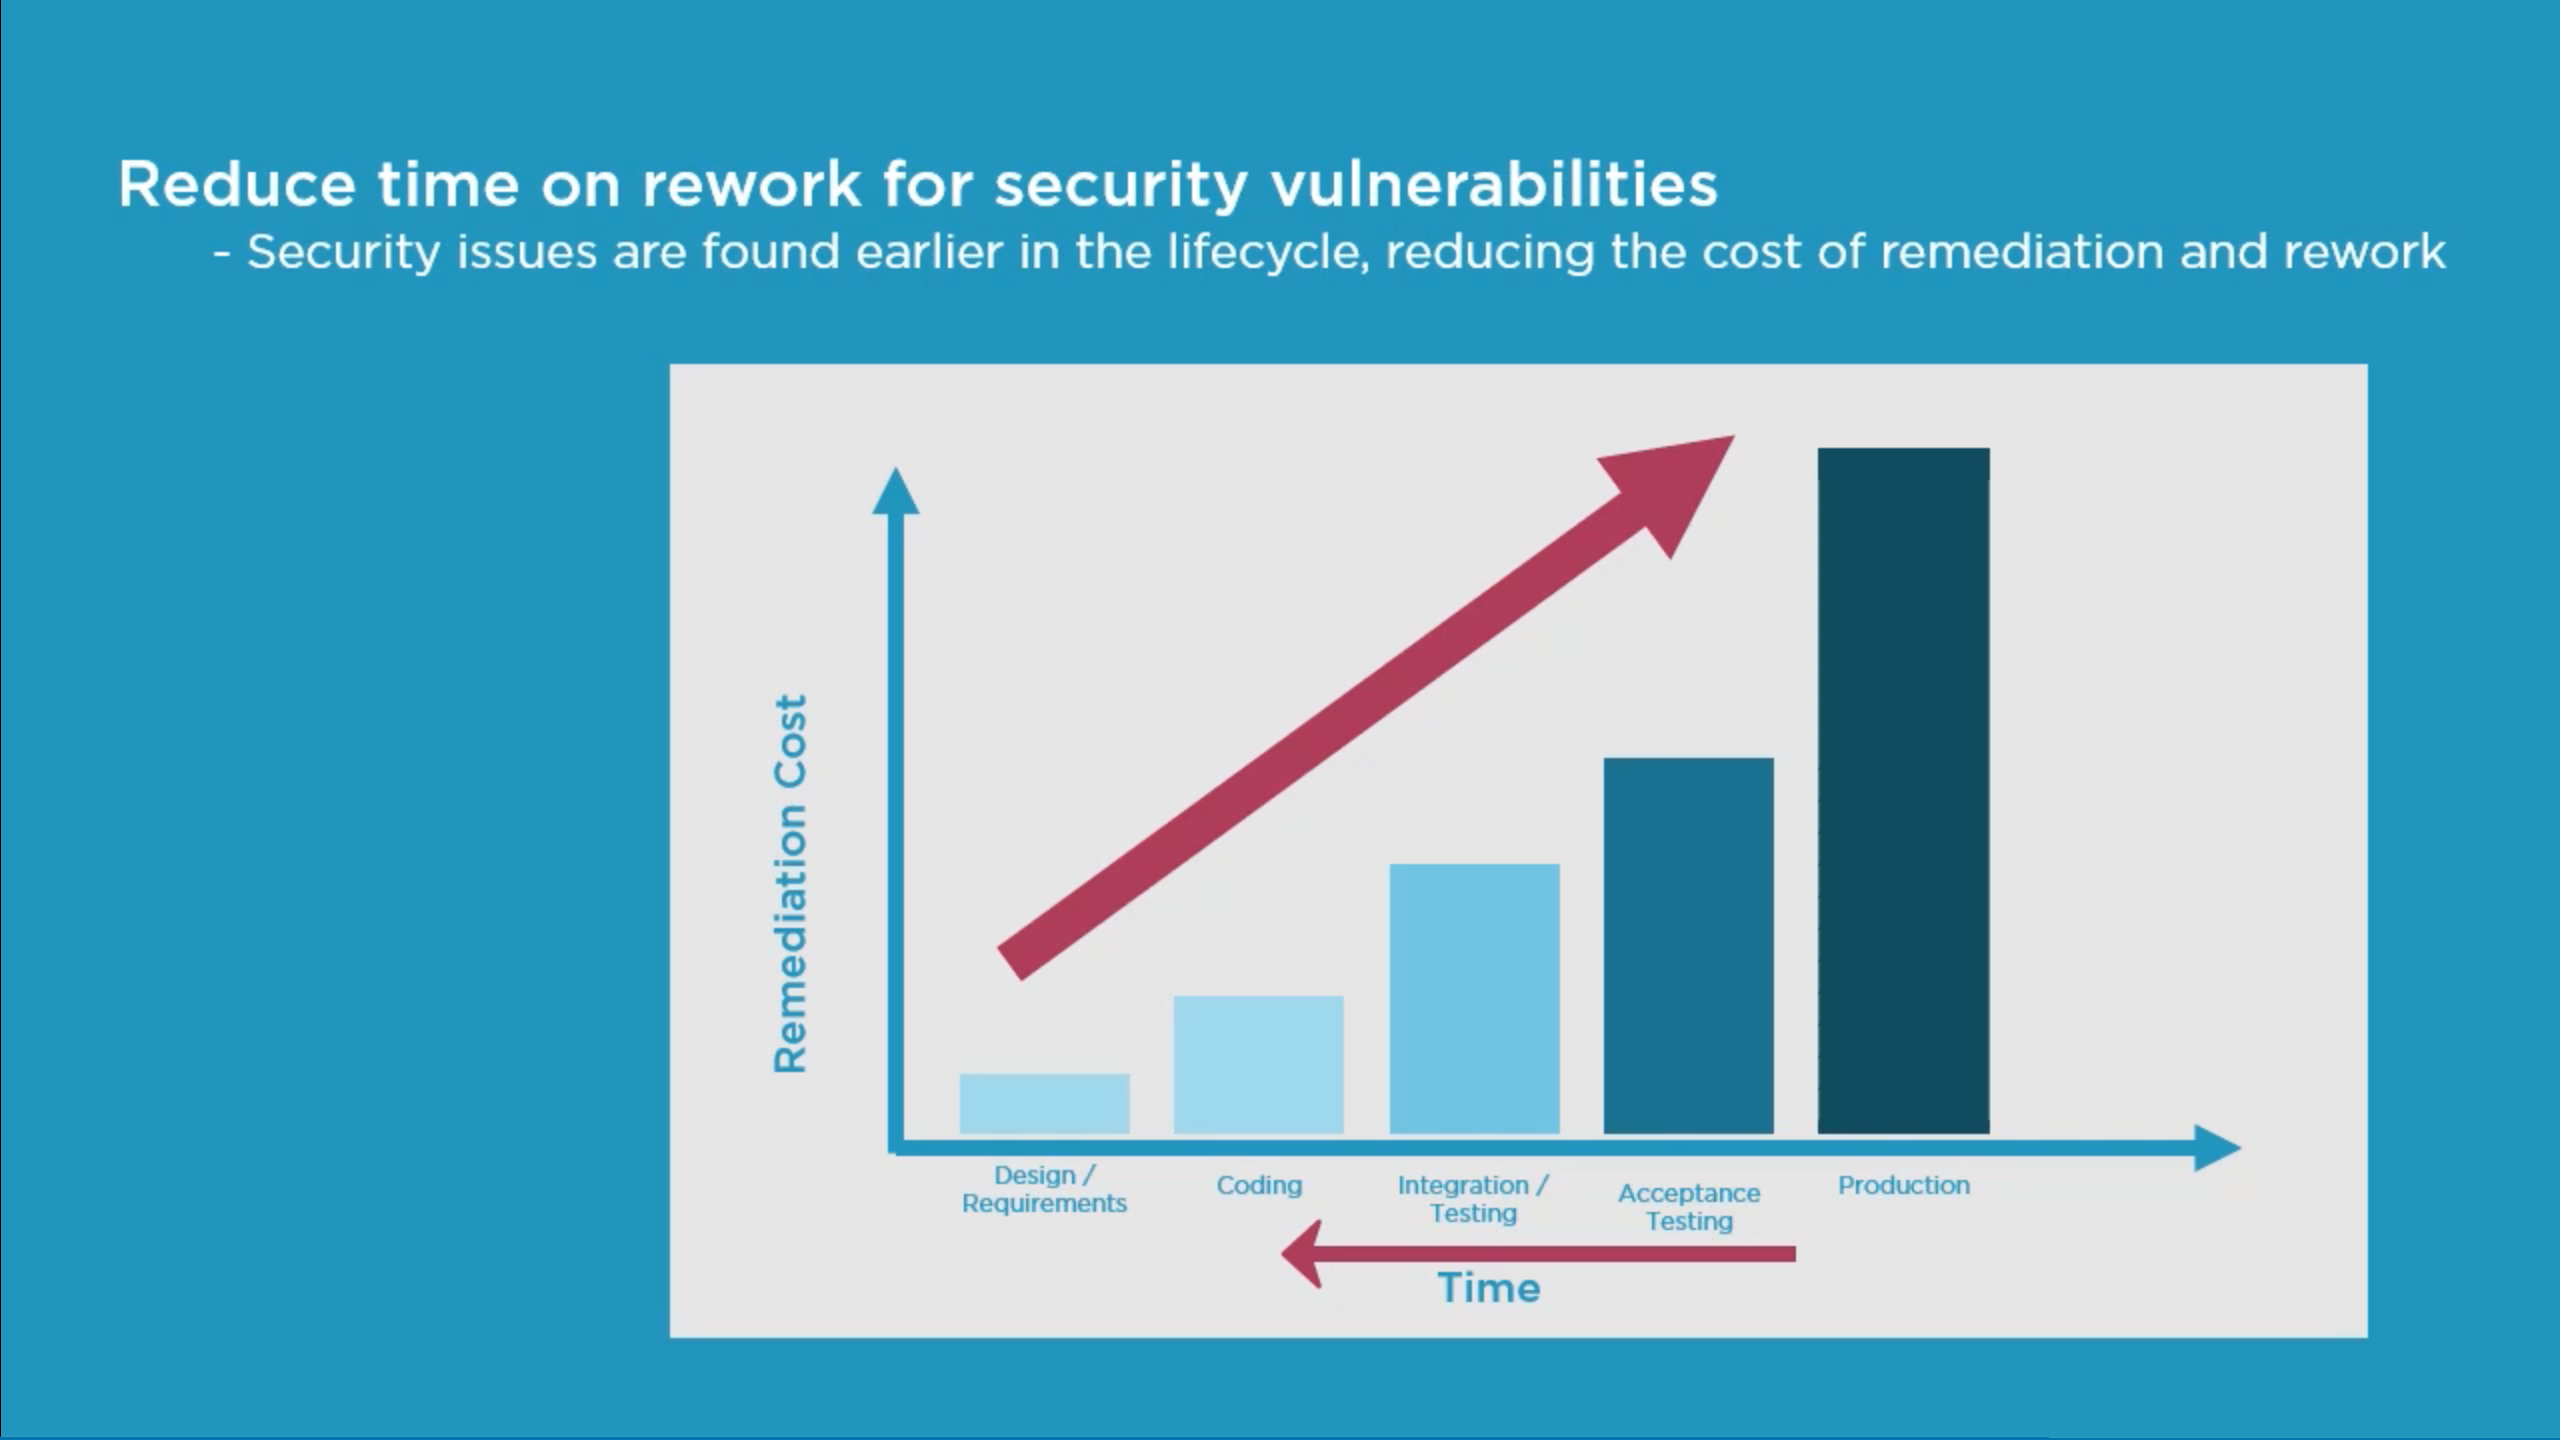 Reduce time on rework for security vulnerabilities
- Security issues are found earlier in the lifecycle, reducing the cost of remediation and rework
Remediation Cost
Design /
Requirements
Coding
Integration /
Testing
Acceptance
Testing
Production
Time